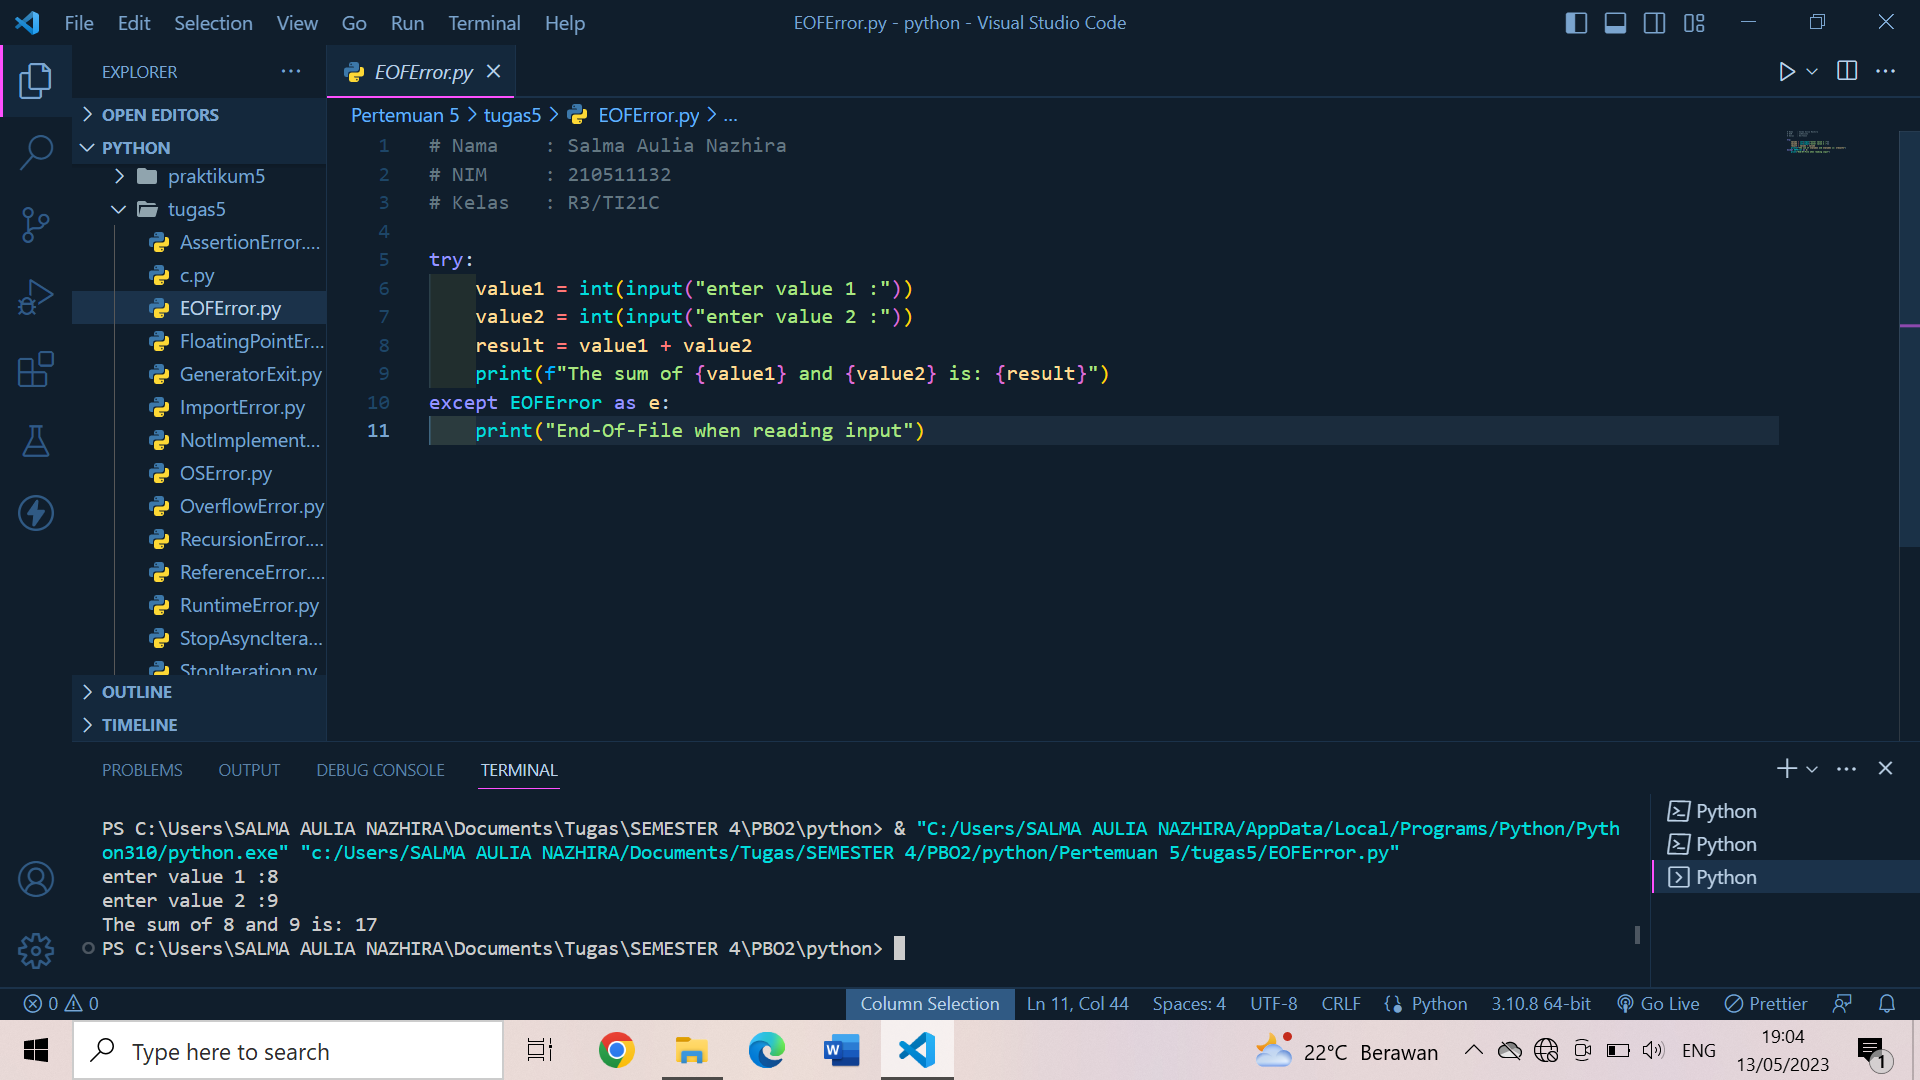 File Edit Selection View Go Run Terminal Help
EOFError.py - python - Visual Studio Code
EXPLORER
OPEN EDITORS
PYTHON
praktikum5
tugas5
AssertionError....
c.py
EOFError.py
FloatingPointEr...
GeneratorExit.py
ImportError.py
NotImplement...
OSError.py
OverflowError.py
RecursionError....
ReferenceError....
RuntimeError.py
StopAsyncItera...
StopIteration.py
OUTLINE
TIMELINE
EOFError.py
Pertemuan 5 > tugas5 > EOFError.py > ...
1 # Nama    : Salma Aulia Nazhira
2 # NIM     : 210511132
3 # Kelas   : R3/TI21C
4
5 try:
6     value1 = int(input("enter value 1 :"))
7     value2 = int(input("enter value 2 :"))
8     result = value1 + value2
9     print(f"The sum of {value1} and {value2} is: {result}")
10 except EOFError as e:
11     print("End-Of-File when reading input")
PROBLEMS OUTPUT DEBUG CONSOLE TERMINAL
PS C:\Users\SALMA AULIA NAZHIRA\Documents\Tugas\SEMESTER 4\PBO2\python> & "C:/Users/SALMA AULIA NAZHIRA/AppData/Local/Programs/Python/Pyth
on310/python.exe" "c:/Users/SALMA AULIA NAZHIRA/Documents/Tugas/SEMESTER 4/PBO2/python/Pertemuan 5/tugas5/EOFError.py"
enter value 1 :8
enter value 2 :9
The sum of 8 and 9 is: 17
PS C:\Users\SALMA AULIA NAZHIRA\Documents\Tugas\SEMESTER 4\PBO2\python>
Python
Python
Python
0 0 Column Selection Ln 11, Col 44 Spaces: 4 UTF-8 CRLF Python 3.10.8 64-bit Go Live Prettier
Type here to search
22°C Berawan
ENG
19:04
13/05/2023
1